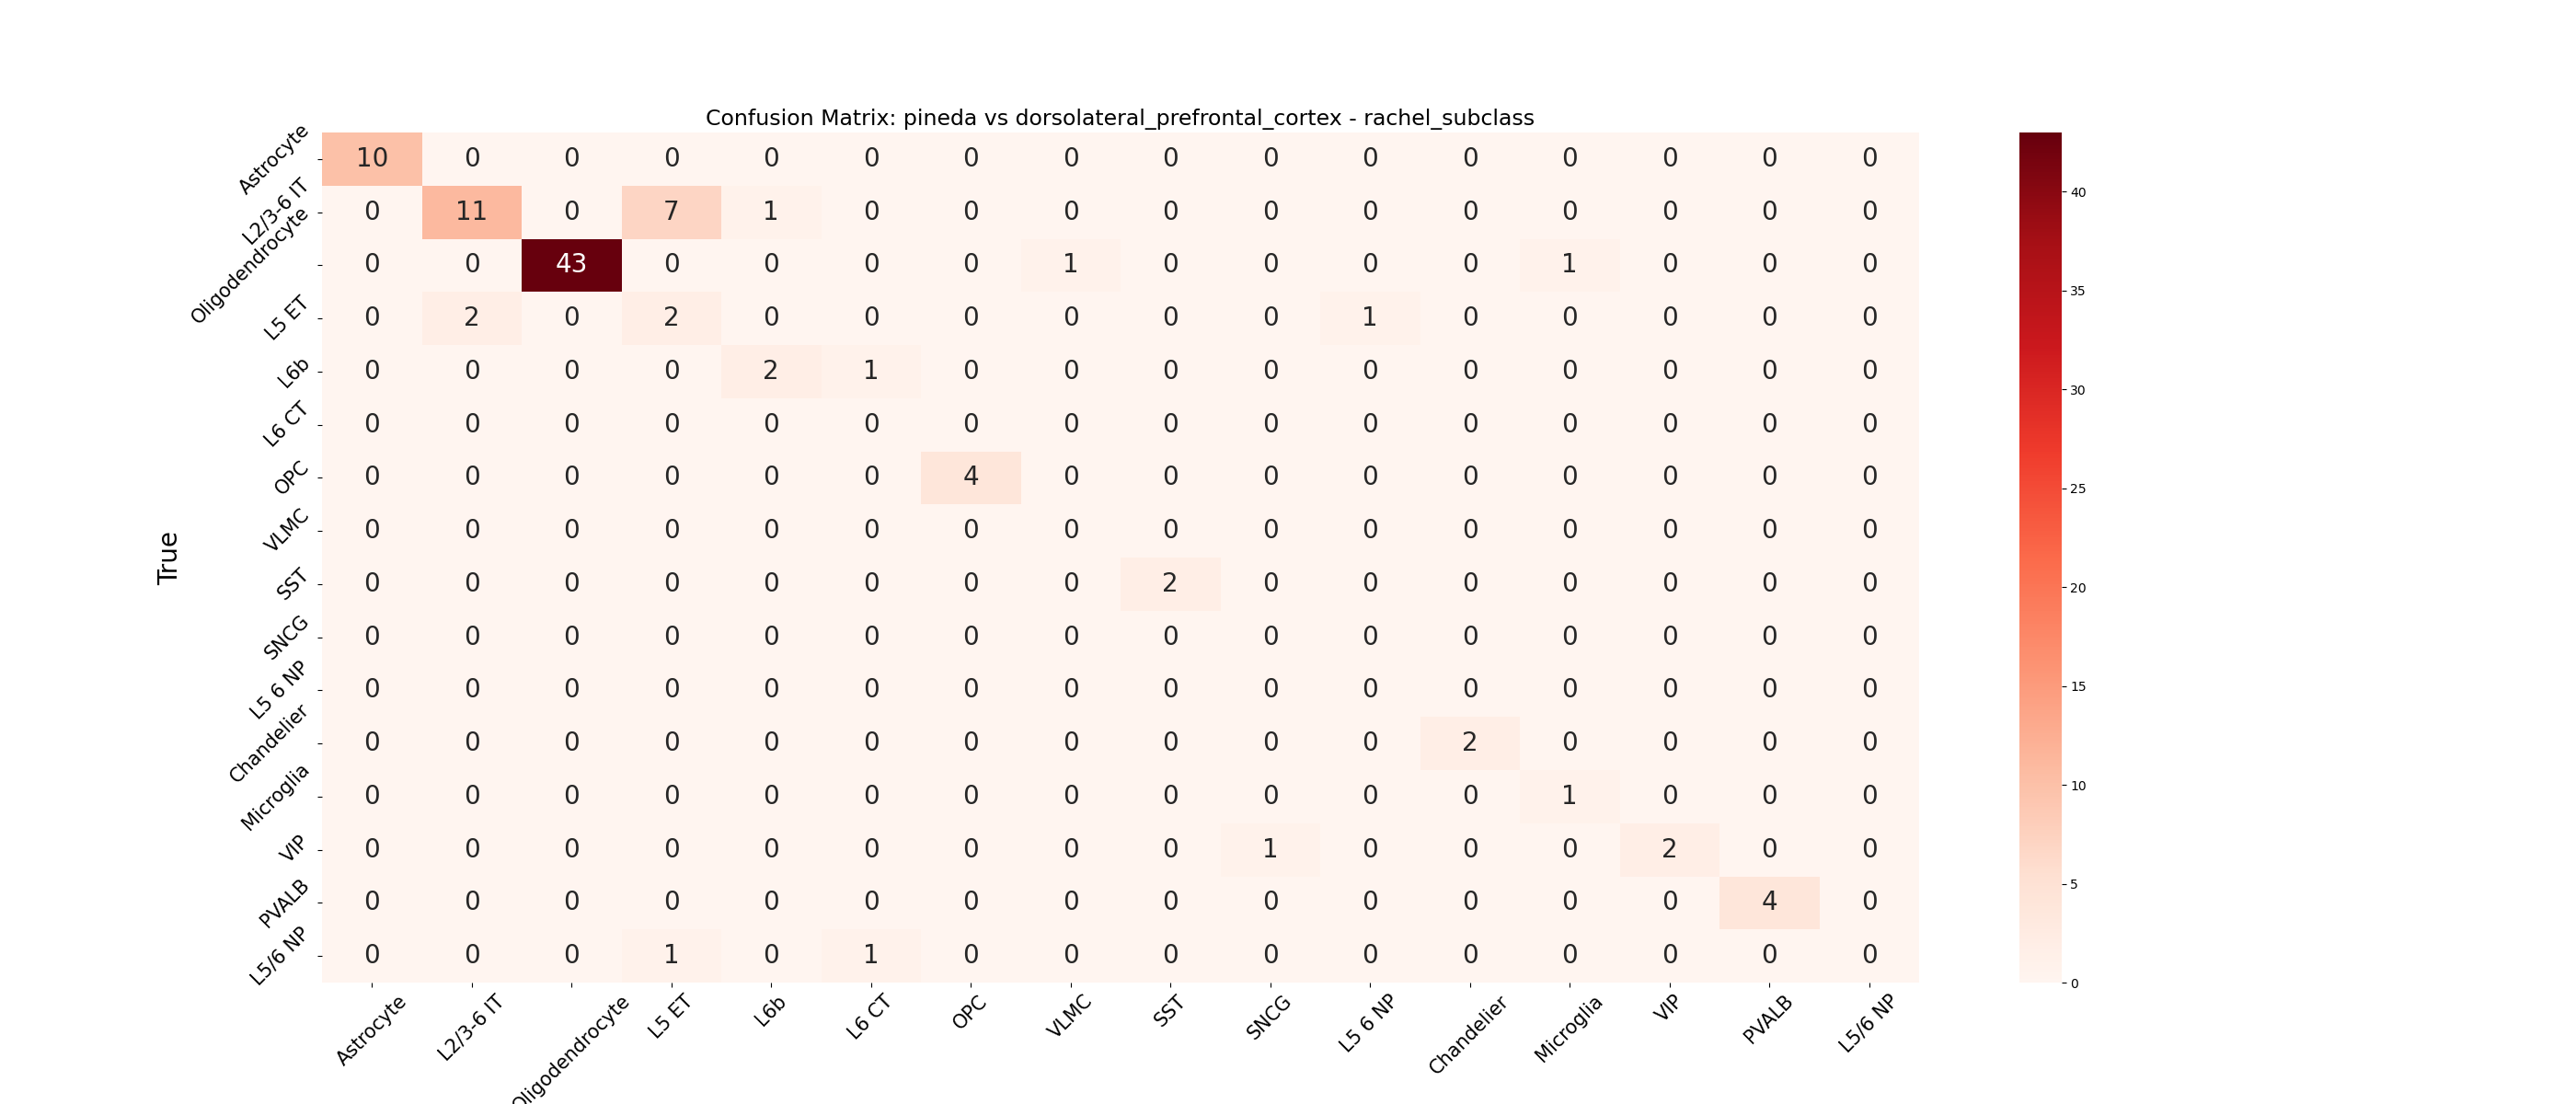 Confusion Matrix: pineda vs dorsolateral_prefrontal_cortex - rachel_subclass
True
Astrocyte 10 0 0 0 0 0 0 0 0 0 0 0 0 0 0 0
L2/3-6 IT 0 11 0 7 1 0 0 0 0 0 0 0 0 0 0 0
Oligodendrocyte 0 0 43 0 0 0 0 1 0 0 0 0 1 0 0 0
L5 ET 0 2 0 2 0 0 0 0 0 0 1 0 0 0 0 0
L6b 0 0 0 0 2 1 0 0 0 0 0 0 0 0 0 0
L6 CT 0 0 0 0 0 0 0 0 0 0 0 0 0 0 0 0
OPC 0 0 0 0 0 0 4 0 0 0 0 0 0 0 0 0
VLMC 0 0 0 0 0 0 0 0 0 0 0 0 0 0 0 0
SST 0 0 0 0 0 0 0 0 2 0 0 0 0 0 0 0
SNCG 0 0 0 0 0 0 0 0 0 0 0 0 0 0 0 0
L5 6 NP 0 0 0 0 0 0 0 0 0 0 0 0 0 0 0 0
Chandelier 0 0 0 0 0 0 0 0 0 0 0 2 0 0 0 0
Microglia 0 0 0 0 0 0 0 0 0 0 0 0 1 0 0 0
VIP 0 0 0 0 0 0 0 0 0 1 0 0 0 2 0 0
PVALB 0 0 0 0 0 0 0 0 0 0 0 0 0 0 4 0
L5/6 NP 0 0 0 1 0 1 0 0 0 0 0 0 0 0 0 0
Astrocyte L2/3-6 IT Oligodendrocyte L5 ET L6b L6 CT OPC VLMC SST SNCG L5 6 NP Chandelier Microglia VIP PVALB L5/6 NP
40
35
30
25
20
15
10
5
0